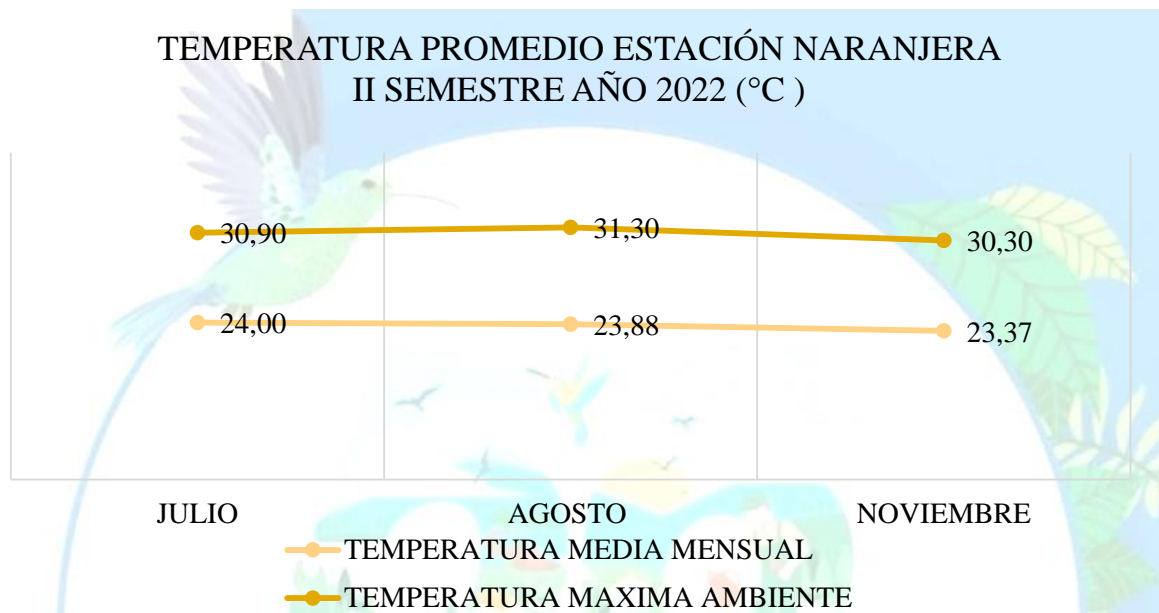 TEMPERATURA PROMEDIO ESTACIÓN NARANJERA
II SEMESTRE AÑO 2022 (°C )
30,90
31,30
30,30
24,00
23,88
23,37
JULIO
AGOSTO
NOVIEMBRE
TEMPERATURA MEDIA MENSUAL
TEMPERATURA MAXIMA AMBIENTE